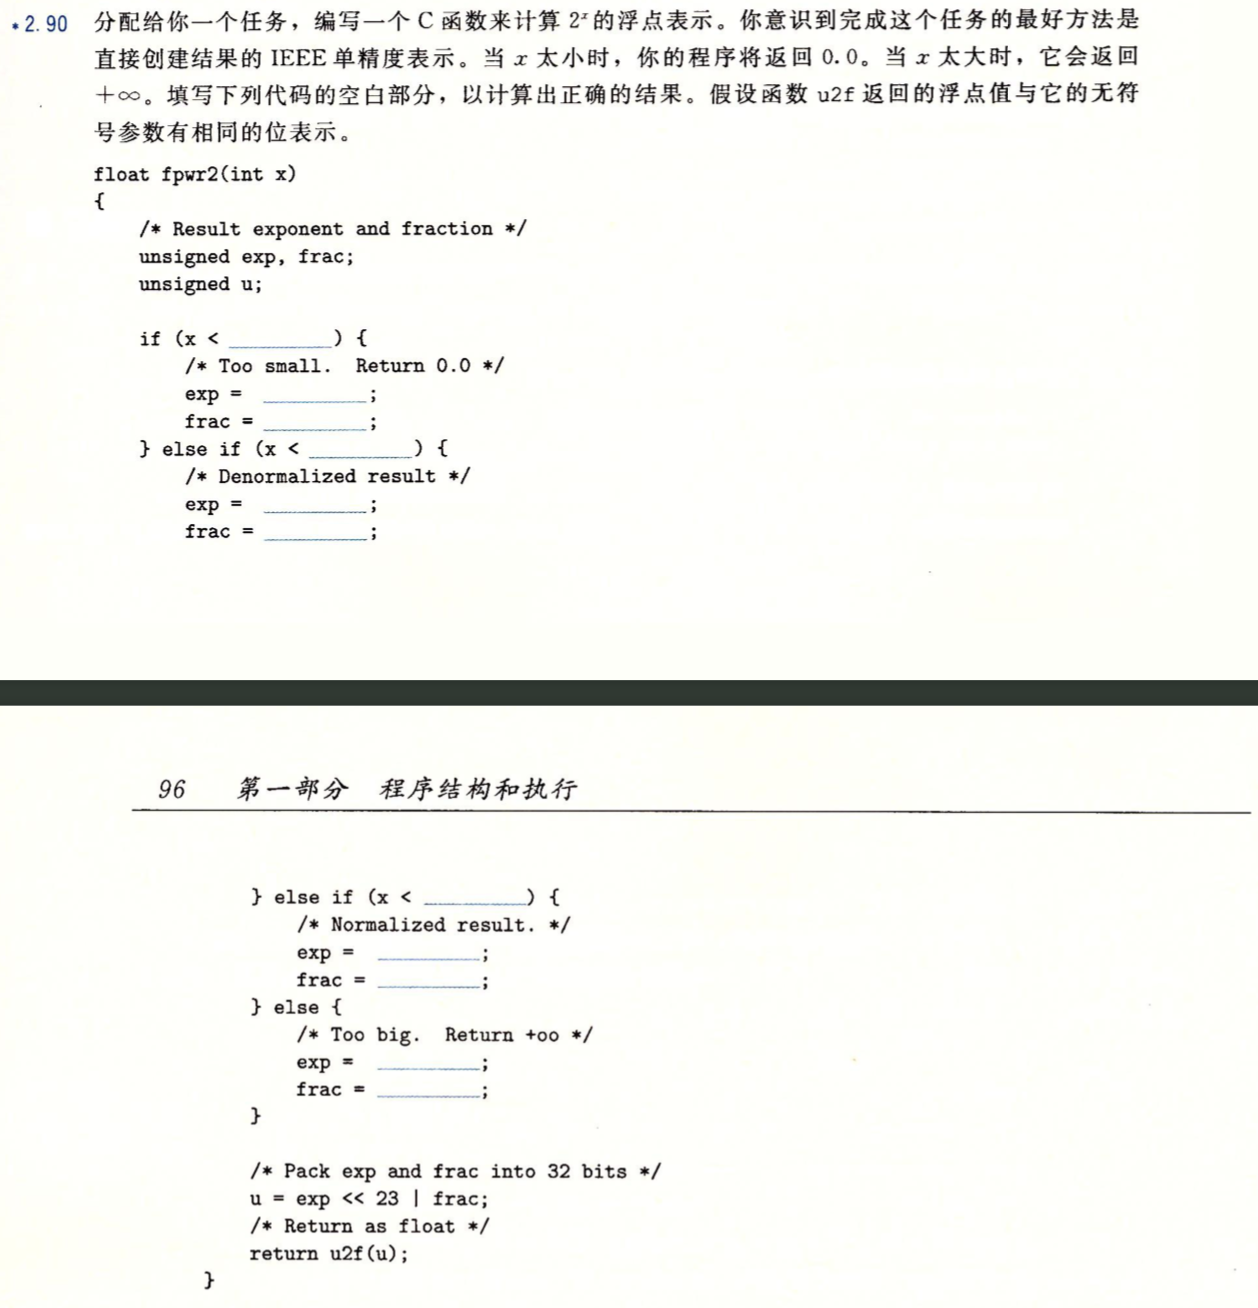 *2.90 分配给你一个任务，编写一个 C 函数来计算 2ˣ 的浮点表示。你意识到完成这个任务的最好方法是
直接创建结果的 IEEE 单精度表示。当 x 太小时，你的程序将返回 0.0。当 x 太大时，它会返回
+∞。填写下列代码的空白部分，以计算出正确的结果。假设函数 u2f 返回的浮点值与它的无符
号参数有相同的位表示。
float fpwr2(int x)
{
/* Result exponent and fraction */
unsigned exp, frac;
unsigned u;
if (x < ________) {
/* Too small. Return 0.0 */
exp = ________;
frac = ________;
} else if (x < ________) {
/* Denormalized result */
exp = ________;
frac = ________;
96 第一部分 程序结构和执行
} else if (x < ________) {
/* Normalized result. */
exp = ________;
frac = ________;
} else {
/* Too big. Return +oo */
exp = ________;
frac = ________;
}
/* Pack exp and frac into 32 bits */
u = exp << 23 | frac;
/* Return as float */
return u2f(u);
}